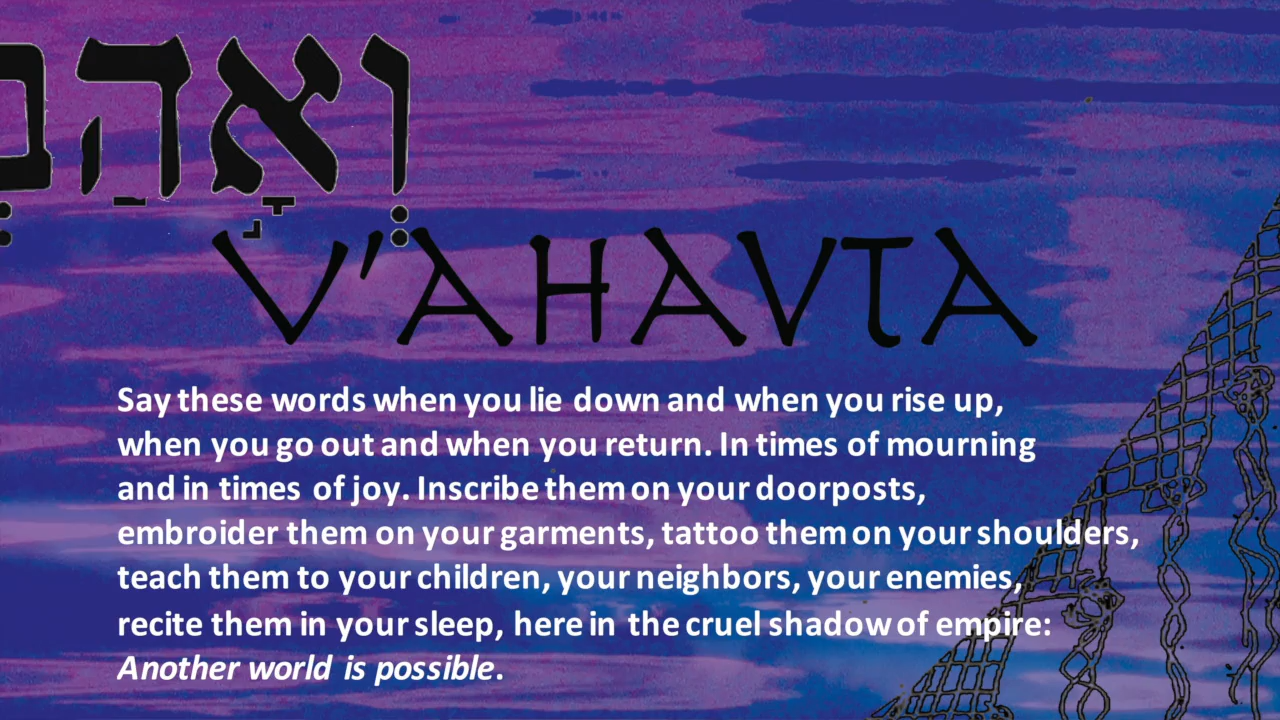 וְאָהַבְ
V'AHAVTA
Say these words when you lie down and when you rise up,
when you go out and when you return. In times of mourning
and in times of joy. Inscribe them on your doorposts,
embroider them on your garments, tattoo them on your shoulders,
teach them to your children, your neighbors, your enemies,
recite them in your sleep, here in the cruel shadow of empire:
Another world is possible.